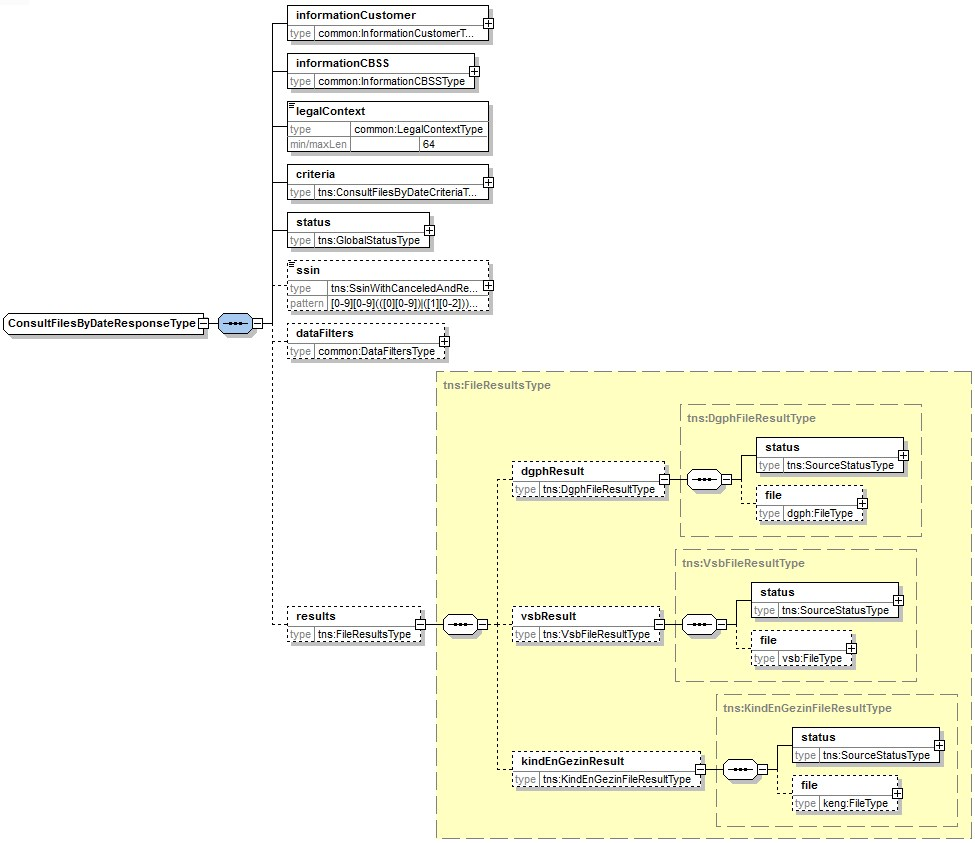 informationCustomer
type common:InformationCustomerT...
informationCBSS
type common:InformationCBSSType
legalContext
type common:LegalContextType
min/maxLen 64
criteria
type tns:ConsultFilesByDateCriteriaT...
status
type tns:GlobalStatusType
ssin
type tns:SsinWithCanceledAndRe...
pattern [0-9][0-9](([0][0-9])|([1][0-2]))...
ConsultFilesByDateResponseType
dataFilters
type common:DataFiltersType
tns:FileResultsType
tns:DgphFileResultType
status
type tns:SourceStatusType
dgphResult
type tns:DgphFileResultType
file
type dgph:FileType
tns:VsbFileResultType
status
type tns:SourceStatusType
results
type tns:FileResultsType
vsbResult
type tns:VsbFileResultType
file
type vsb:FileType
tns:KindEnGezinFileResultType
status
type tns:SourceStatusType
kindEnGezinResult
type tns:KindEnGezinFileResultType
file
type keng:FileType